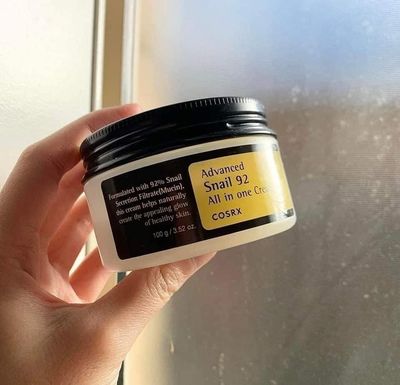 Formulated with 92% Snail
Secretion Filtrate(Mucin),
this cream helps naturally
create the appealing glow
of healthy skin.
100 g / 3.52 oz.
Advanced
Snail 92
All in one Cre
COSRX